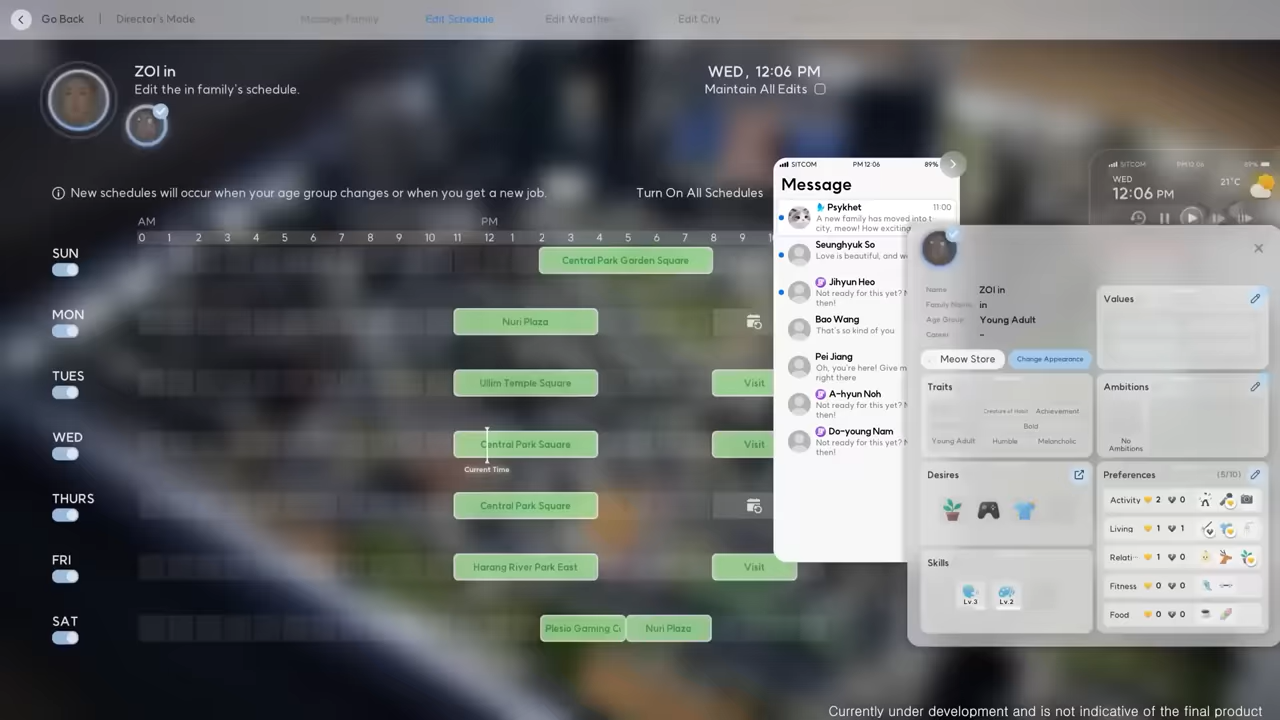 Go Back | Director's Mode
Message Family
Edit Schedule
Edit Weather
Edit City
ZOI in
Edit the in family's schedule.
WED, 12:06 PM
Maintain All Edits
New schedules will occur when your age group changes or when you get a new job.
Turn On All Schedules
AM
PM
0 1 2 3 4 5 6 7 8 9 10 11 12 1 2 3 4 5 6 7 8 9
SUN
Central Park Garden Square
MON
Nuri Plaza
TUES
Ullim Temple Square
Visit
WED
Central Park Square
Visit
Current Time
THURS
Central Park Square
FRI
Harang River Park East
Visit
SAT
Plesio Gaming C
Nuri Plaza
SITCOM PM 12:06 89%
Message
Psykhet 11:00
A new family has moved into t
city, meow! How exciting
Seunghyuk So
Love is beautiful, and w
Jihyun Heo
Not ready for this yet?
then!
Bao Wang
That's so kind of you
Pei Jiang
Oh, you're here! Give m
right there
A-hyun Noh
Not ready for this yet?
then!
Do-young Nam
Not ready for this yet?
then!
SITCOM PM 12:06 89%
WED
12:06 PM
21°C
Name ZOI in
Family Name in
Age Group Young Adult
Career -
Meow Store
Change Appearance
Values
Traits
Creature of Habit Achievement
Bold
Young Adult Humble Melancholic
Ambitions
No
Ambitions
Desires
Skills
Lv.3 Lv.2
Preferences (5/10)
Activity 2 0
Living 1 1
Relati- 1 0
Fitness 0 0
Food 0 0
Currently under development and is not indicative of the final product